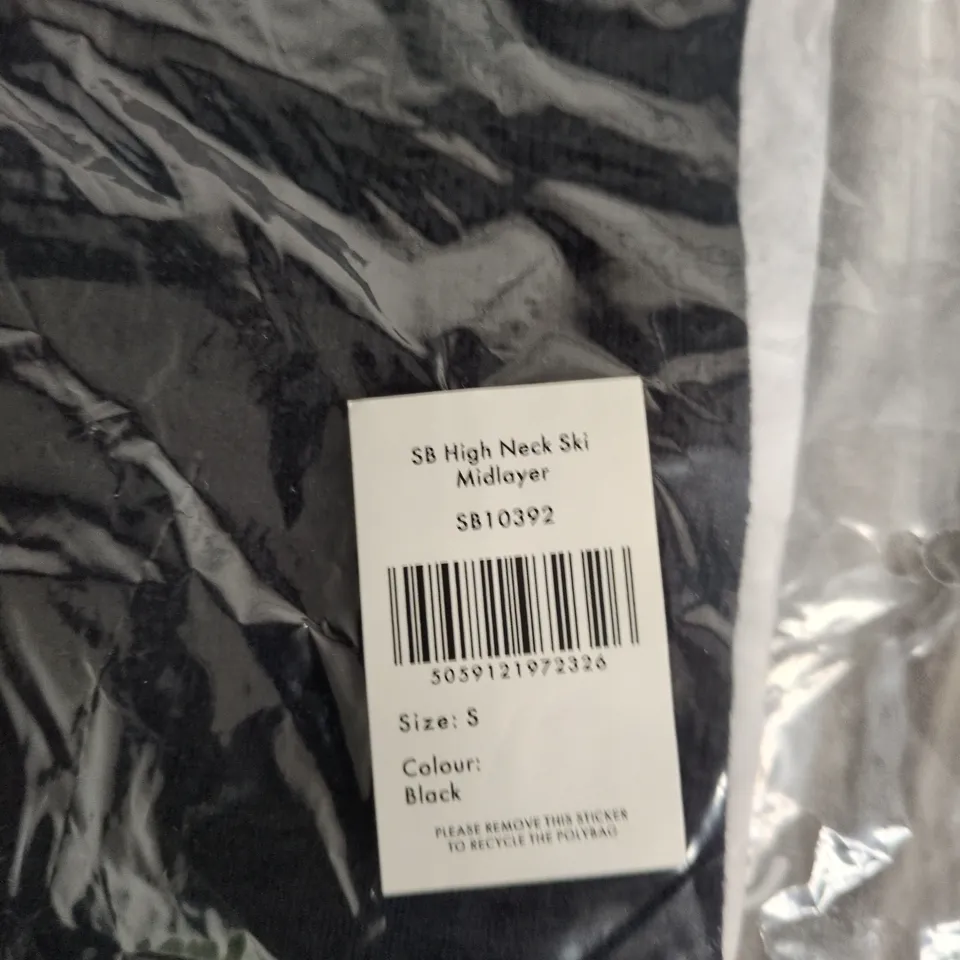 SB High Neck Ski
Midlayer
SB10392
5059121972326
Size: S
Colour:
Black
PLEASE REMOVE THIS STICKER
TO RECYCLE THE POLYBAG